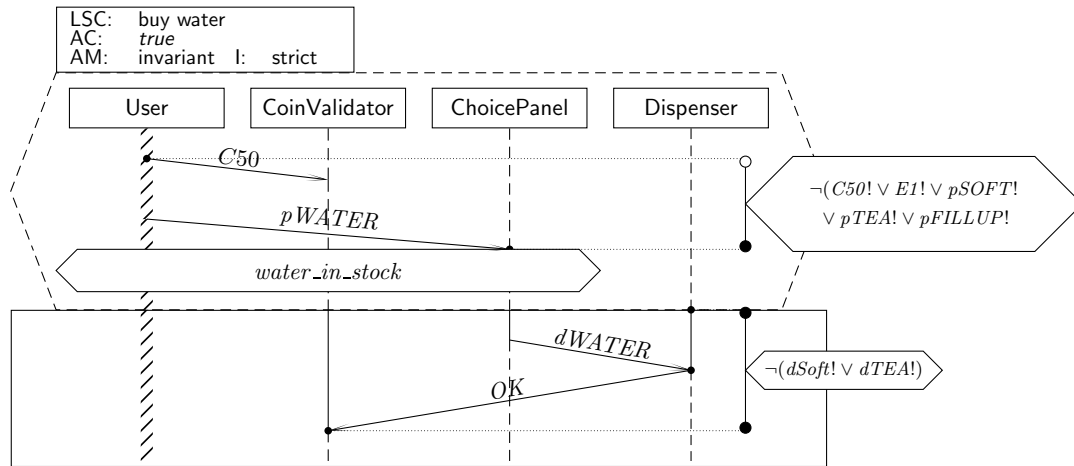 LSC: buy water
AC: true
AM: invariant I: strict
User CoinValidator ChoicePanel Dispenser
C50
¬(C50! ∨ E1! ∨ pSOFT!
∨ pTEA! ∨ pFILLUP!
pWATER
water_in_stock
dWATER
¬(dSoft! ∨ dTEA!)
OK